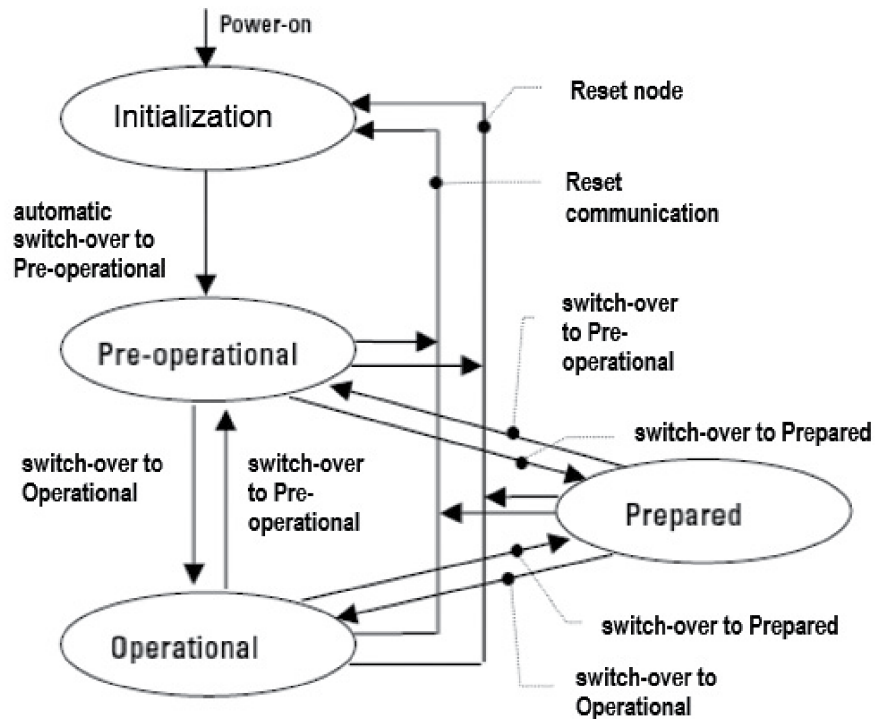 Power-on
Initialization
Reset node
Reset
communication
automatic
switch-over to
Pre-operational
switch-over
to Pre-
operational
Pre-operational
switch-over to Prepared
switch-over to
Operational
switch-over
to Pre-
operational
Prepared
Operational
switch-over to Prepared
switch-over to
Operational